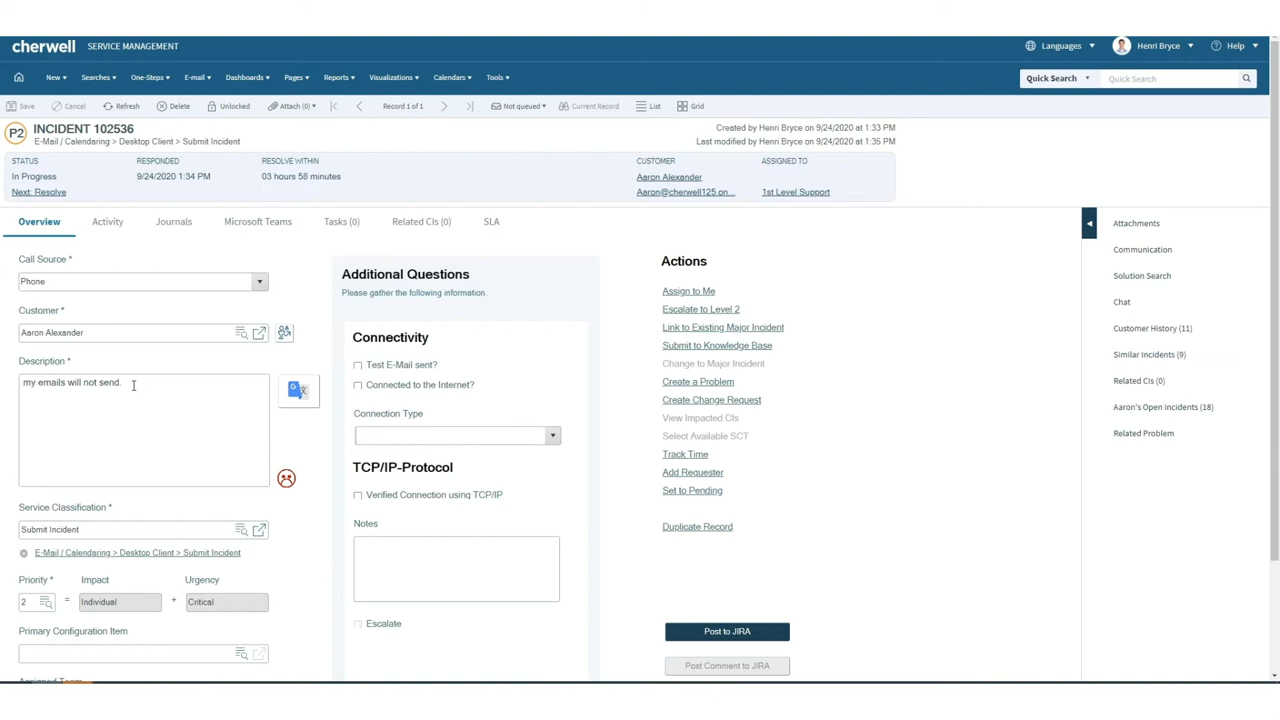 cherwell SERVICE MANAGEMENT
Languages Henri Bryce Help
New Searches One-Steps E-mail Dashboards Pages Reports Visualizations Calendars Tools
Quick Search Quick Search
Save Cancel Refresh Delete Unlocked Attach (0) Record 1 of 1 Not queued Current Record List Grid
P2 INCIDENT 102536
E-Mail / Calendaring > Desktop Client > Submit Incident
Created by Henri Bryce on 9/24/2020 at 1:33 PM
Last modified by Henri Bryce on 9/24/2020 at 1:35 PM
STATUS RESPONDED RESOLVE WITHIN CUSTOMER ASSIGNED TO
In Progress 9/24/2020 1:34 PM 03 hours 58 minutes Aaron Alexander
Next: Resolve Aaron@cherwell125.on... 1st Level Support
Overview Activity Journals Microsoft Teams Tasks (0) Related CIs (0) SLA
Call Source *
Phone
Customer *
Aaron Alexander
Description *
my emails will not send.
Service Classification *
Submit Incident
E-Mail / Calendaring > Desktop Client > Submit Incident
Priority * Impact Urgency
2 = Individual + Critical
Primary Configuration Item
Assigned Team
Additional Questions
Please gather the following information.
Connectivity
Test E-Mail sent?
Connected to the Internet?
Connection Type
TCP/IP-Protocol
Verified Connection using TCP/IP
Notes
Escalate
Actions
Assign to Me
Escalate to Level 2
Link to Existing Major Incident
Submit to Knowledge Base
Change to Major Incident
Create a Problem
Create Change Request
View Impacted CIs
Select Available SCT
Track Time
Add Requester
Set to Pending
Duplicate Record
Post to JIRA
Post Comment to JIRA
Attachments
Communication
Solution Search
Chat
Customer History (11)
Similar Incidents (9)
Related CIs (0)
Aaron's Open Incidents (18)
Related Problem